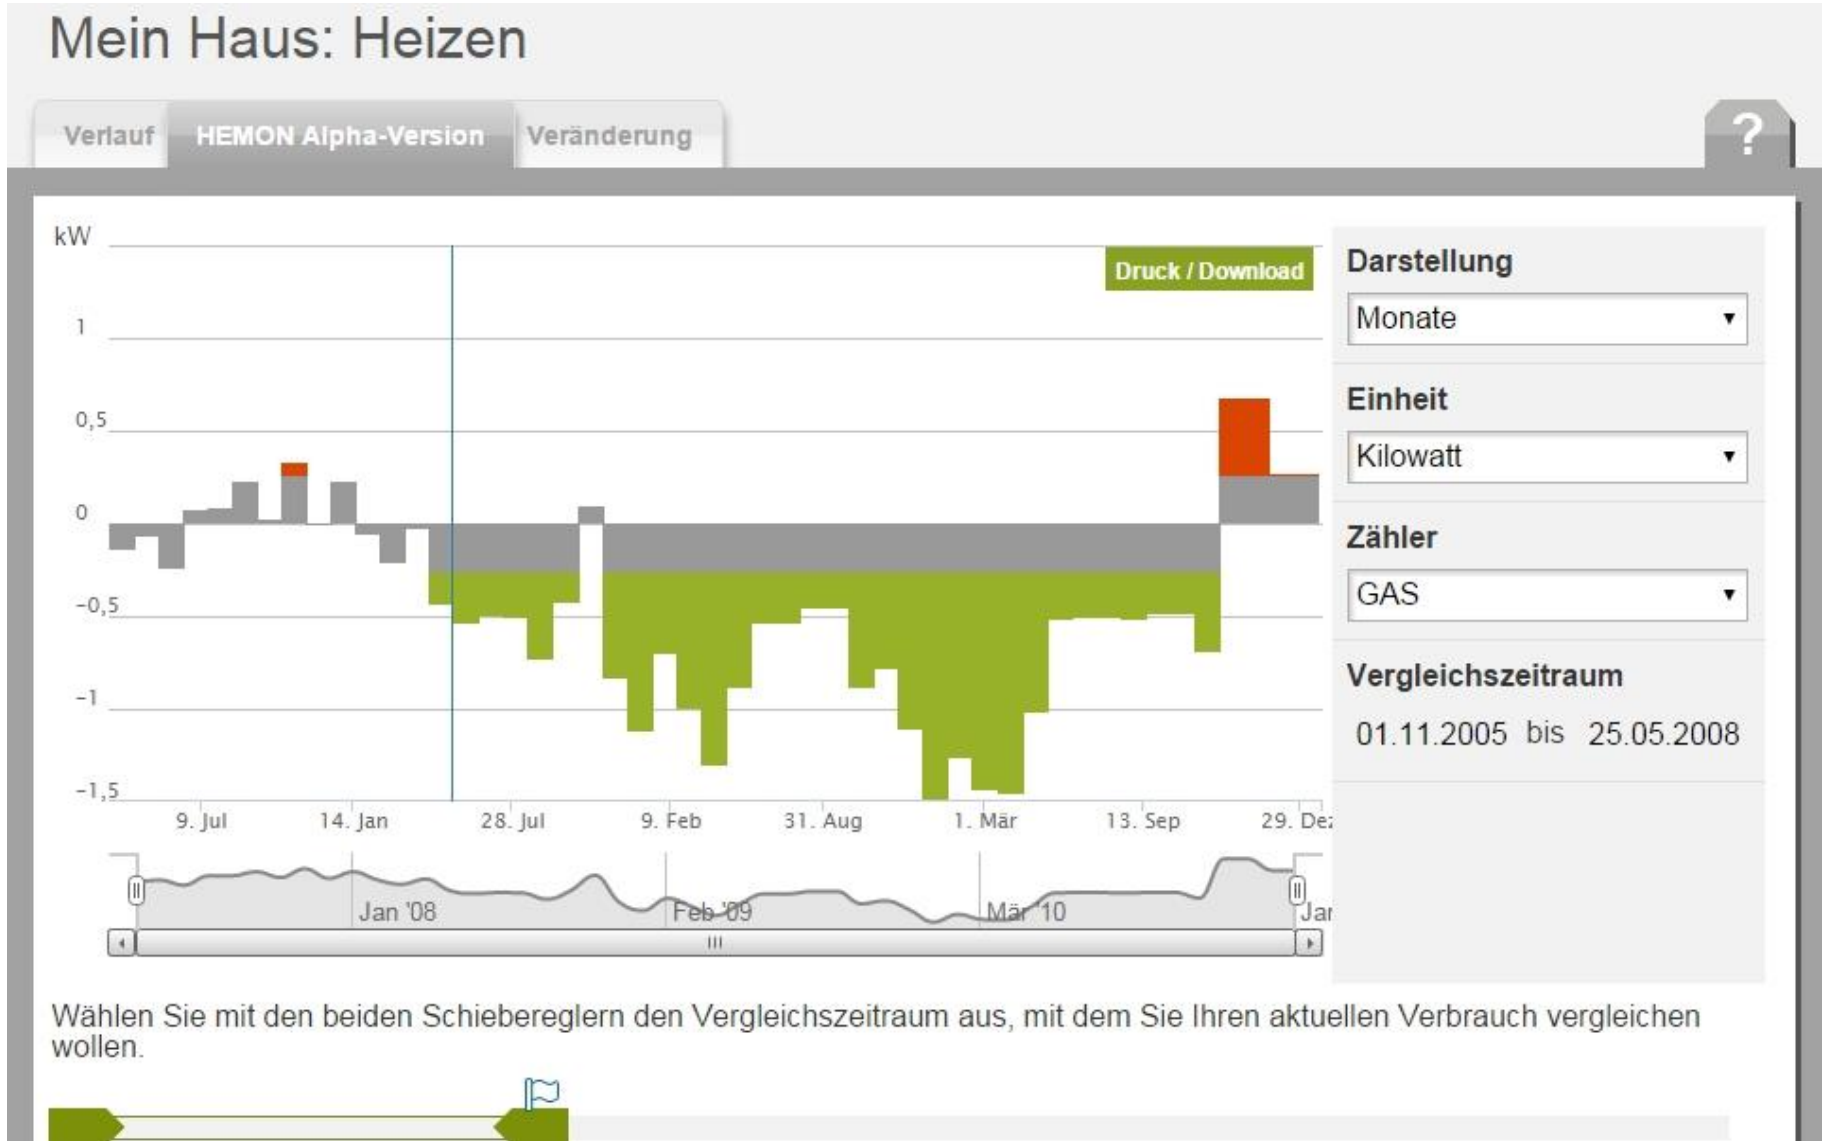 Mein Haus: Heizen
Verlauf HEMON Alpha-Version Veränderung ?
kW
Druck / Download
1
0,5
0
-0,5
-1
-1,5
9. Jul 14. Jan 28. Jul 9. Feb 31. Aug 1. Mär 13. Sep 29. Dez
Jan '08 Feb '09 Mär '10 Jan
Darstellung
Monate
Einheit
Kilowatt
Zähler
GAS
Vergleichszeitraum
01.11.2005 bis 25.05.2008
Wählen Sie mit den beiden Schiebereglern den Vergleichszeitraum aus, mit dem Sie Ihren aktuellen Verbrauch vergleichen
wollen.